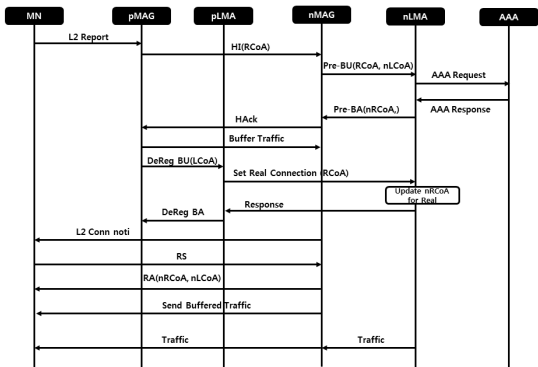 MN pMAG pLMA nMAG nLMA AAA
L2 Report
HI(RCoA)
Pre-BU(RCoA, nLCoA)
AAA Request
AAA Response
Pre-BA(nRCoA,)
HAck
Buffer Traffic
DeReg BU(LCoA)
Set Real Connection (RCoA)
Update nRCoA
for Real
Response
DeReg BA
L2 Conn noti
RS
RA(nRCoA, nLCoA)
Send Buffered Traffic
Traffic Traffic